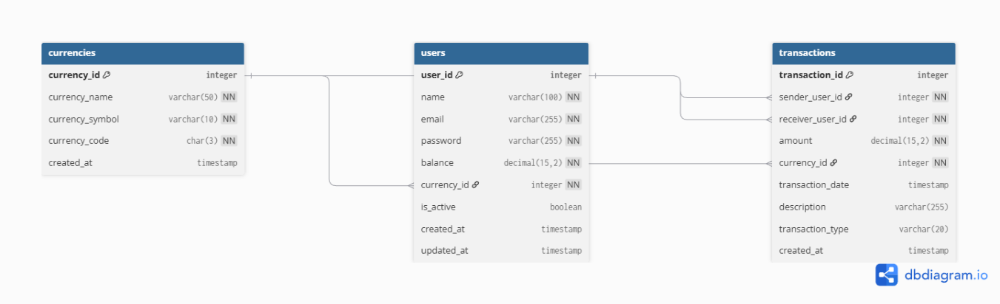 currencies
currency_id integer
currency_name varchar(50) NN
currency_symbol varchar(10) NN
currency_code char(3) NN
created_at timestamp
users
user_id integer
name varchar(100) NN
email varchar(255) NN
password varchar(255) NN
balance decimal(15,2) NN
currency_id integer NN
is_active boolean
created_at timestamp
updated_at timestamp
transactions
transaction_id integer
sender_user_id integer NN
receiver_user_id integer NN
amount decimal(15,2) NN
currency_id integer NN
transaction_date timestamp
description varchar(255)
transaction_type varchar(20)
created_at timestamp
dbdiagram.io